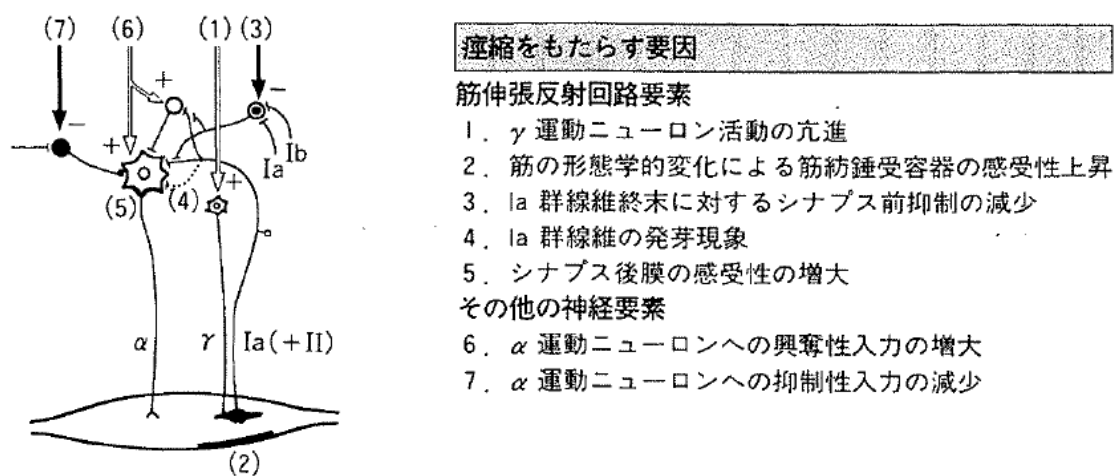 (7) (6) (1) (3)
+ −
− Ib
+ Ia
(4) +
(5)
α γ Ia(+II)
(2)
痙縮をもたらす要因
筋伸張反射回路要素
1. γ 運動ニューロン活動の亢進
2. 筋の形態学的変化による筋紡錘受容器の感受性上昇
3. Ia 群線維終末に対するシナプス前抑制の減少
4. Ia 群線維の発芽現象
5. シナプス後膜の感受性の増大
その他の神経要素
6. α 運動ニューロンへの興奮性入力の増大
7. α 運動ニューロンへの抑制性入力の減少